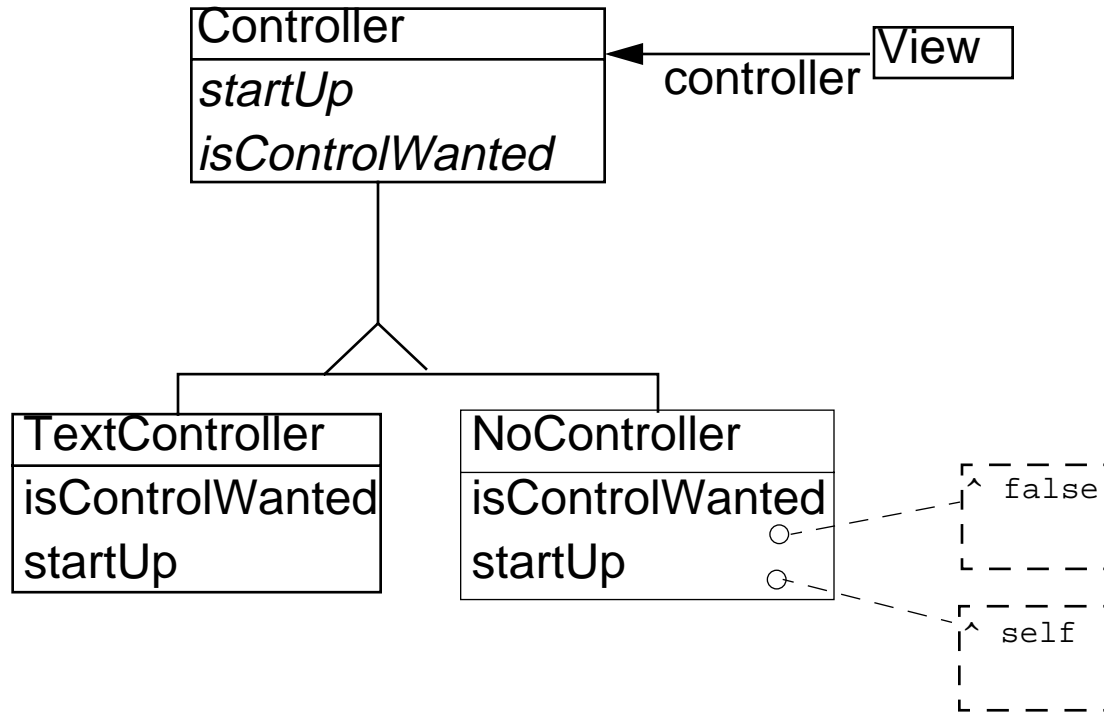 Controller
startUp
isControlWanted
View
controller
TextController
isControlWanted
startUp
NoController
isControlWanted
startUp
^ false
^ self